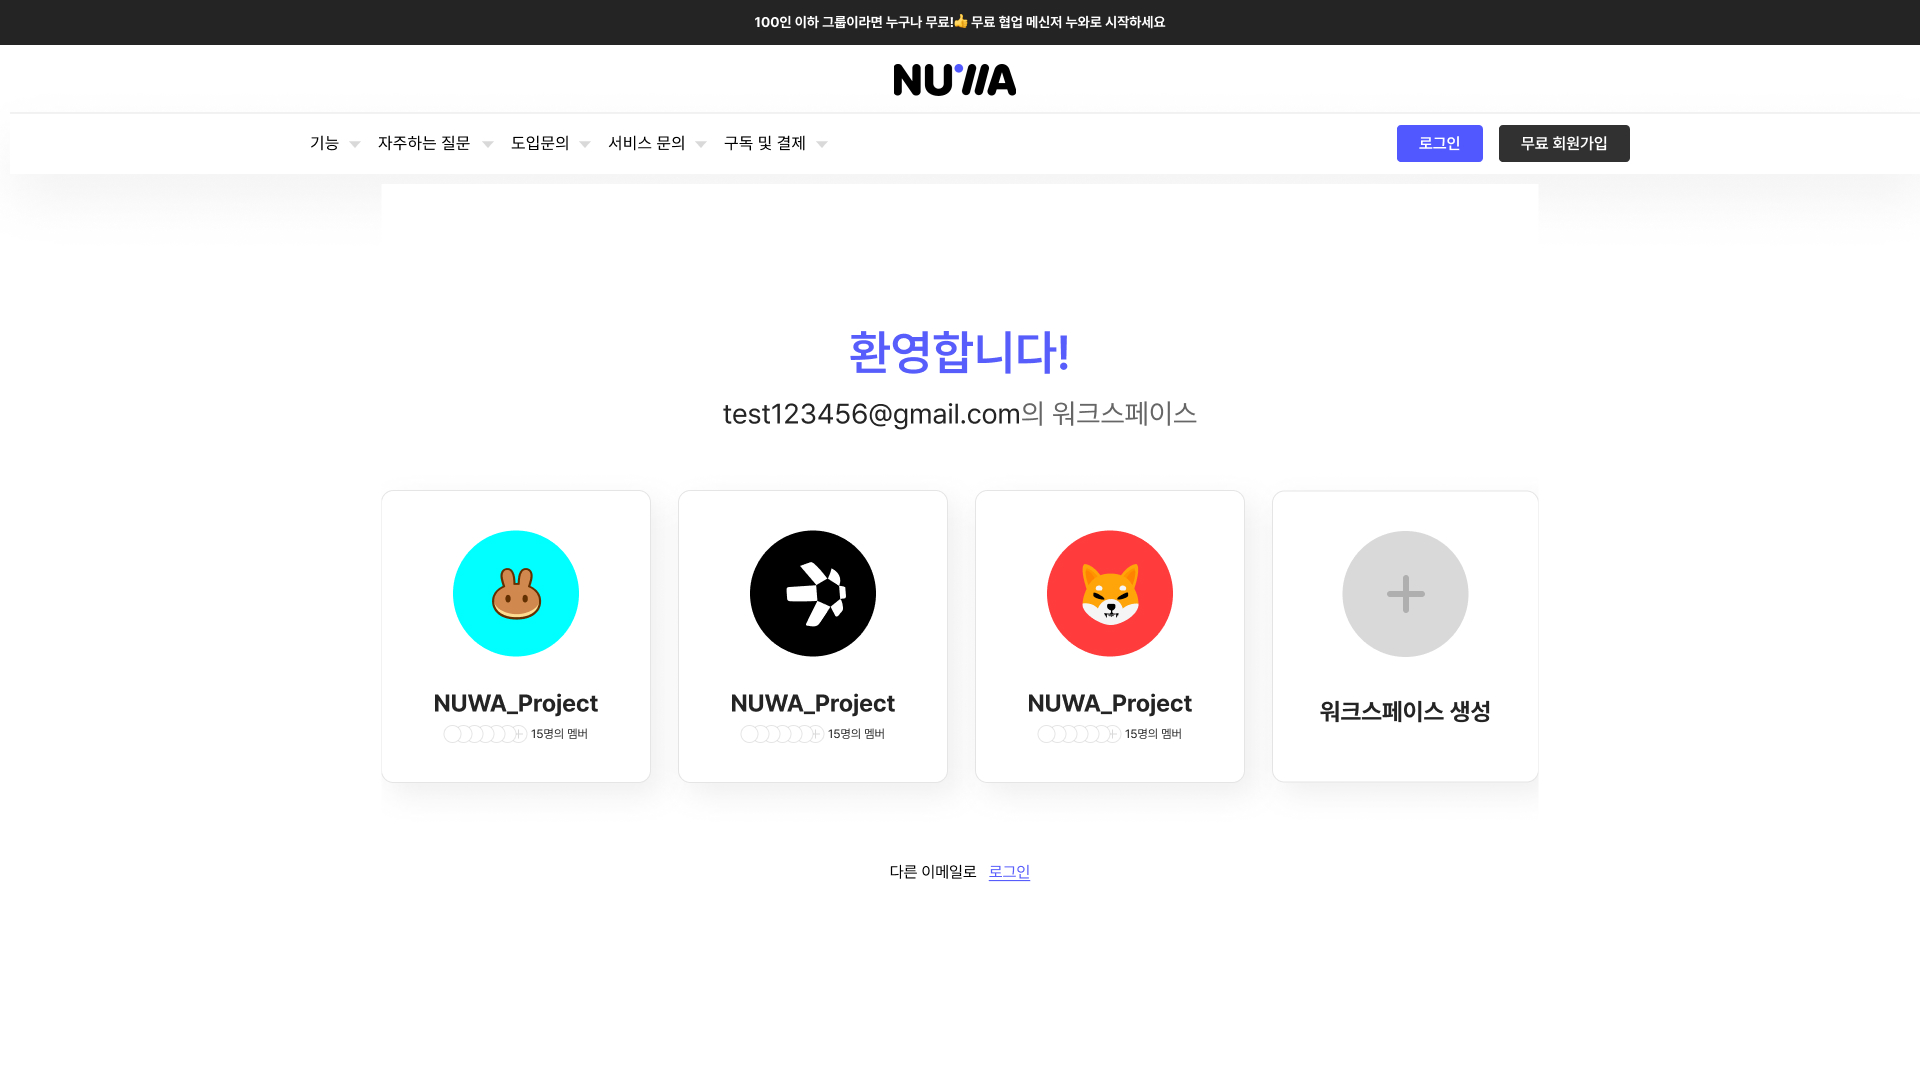 100인 이하 그룹이라면 누구나 무료!👍 무료 협업 메신저 누와로 시작하세요
NUWA
기능 자주하는 질문 도입문의 서비스 문의 구독 및 결제 로그인 무료 회원가입
환영합니다!
test123456@gmail.com의 워크스페이스
NUWA_Project NUWA_Project NUWA_Project 워크스페이스 생성
15명의 멤버 15명의 멤버 15명의 멤버
다른 이메일로 로그인